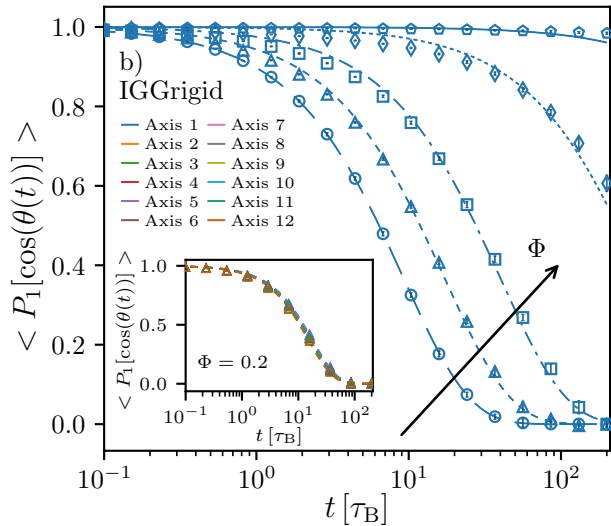 b)
IGGrigid
Axis 1 Axis 7
Axis 2 Axis 8
Axis 3 Axis 9
Axis 4 Axis 10
Axis 5 Axis 11
Axis 6 Axis 12
Φ
< P₁[cos(θ(t))] >
1.0
0.8
0.6
0.4
0.2
0.0
10⁻¹ 10⁰ 10¹ 10²
t [τ_B]
< P₁[cos(θ(t))] >
1.0
0.5
0.0
Φ = 0.2
10⁻¹ 10⁰ 10¹ 10²
t [τ_B]